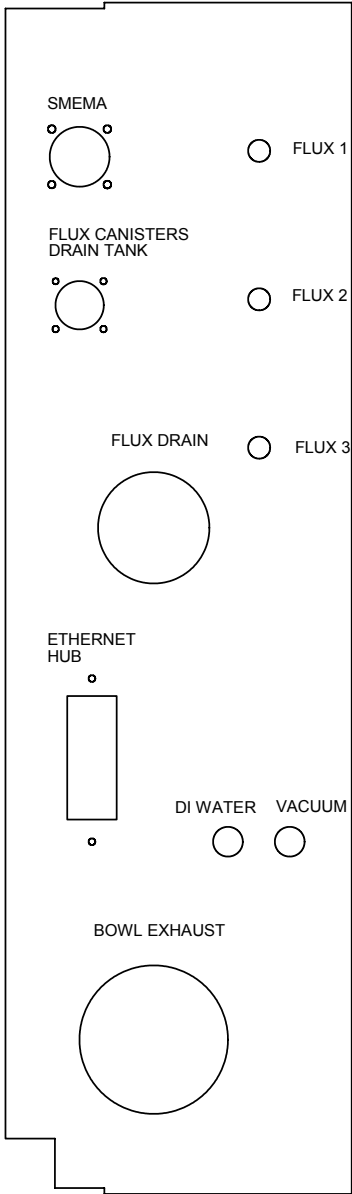 SMEMA
FLUX 1
FLUX CANISTERS
DRAIN TANK
FLUX 2
FLUX DRAIN
FLUX 3
ETHERNET
HUB
DI WATER
VACUUM
BOWL EXHAUST